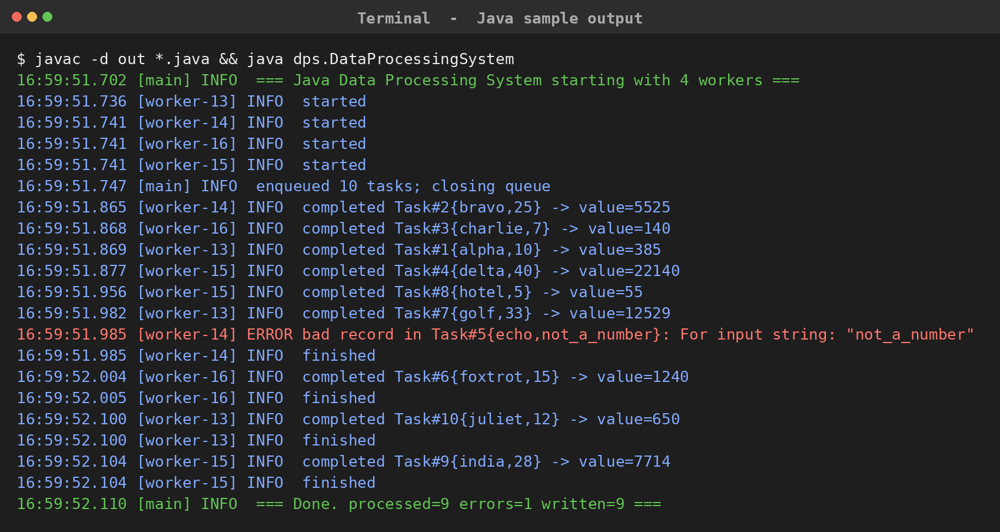 Terminal  -  Java sample output
$ javac -d out *.java && java dps.DataProcessingSystem
16:59:51.702 [main] INFO  === Java Data Processing System starting with 4 workers ===
16:59:51.736 [worker-13] INFO  started
16:59:51.741 [worker-14] INFO  started
16:59:51.741 [worker-16] INFO  started
16:59:51.741 [worker-15] INFO  started
16:59:51.747 [main] INFO  enqueued 10 tasks; closing queue
16:59:51.865 [worker-14] INFO  completed Task#2{bravo,25} -> value=5525
16:59:51.868 [worker-16] INFO  completed Task#3{charlie,7} -> value=140
16:59:51.869 [worker-13] INFO  completed Task#1{alpha,10} -> value=385
16:59:51.877 [worker-15] INFO  completed Task#4{delta,40} -> value=22140
16:59:51.956 [worker-15] INFO  completed Task#8{hotel,5} -> value=55
16:59:51.982 [worker-13] INFO  completed Task#7{golf,33} -> value=12529
16:59:51.985 [worker-14] ERROR bad record in Task#5{echo,not_a_number}: For input string: "not_a_number"
16:59:51.985 [worker-14] INFO  finished
16:59:52.004 [worker-16] INFO  completed Task#6{foxtrot,15} -> value=1240
16:59:52.005 [worker-16] INFO  finished
16:59:52.100 [worker-13] INFO  completed Task#10{juliet,12} -> value=650
16:59:52.100 [worker-13] INFO  finished
16:59:52.104 [worker-15] INFO  completed Task#9{india,28} -> value=7714
16:59:52.104 [worker-15] INFO  finished
16:59:52.110 [main] INFO  === Done. processed=9 errors=1 written=9 ===